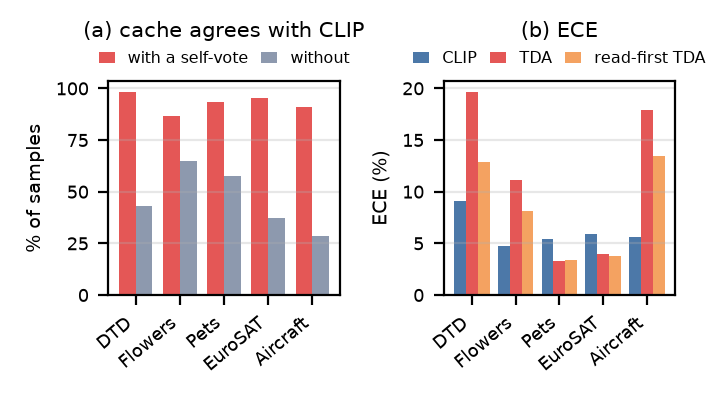 (a) cache agrees with CLIP
with a self-vote without
% of samples
100
75
50
25
0
DTD
Flowers
Pets
EuroSAT
Aircraft
(b) ECE
CLIP TDA read-first TDA
ECE (%)
20
15
10
5
0
DTD
Flowers
Pets
EuroSAT
Aircraft